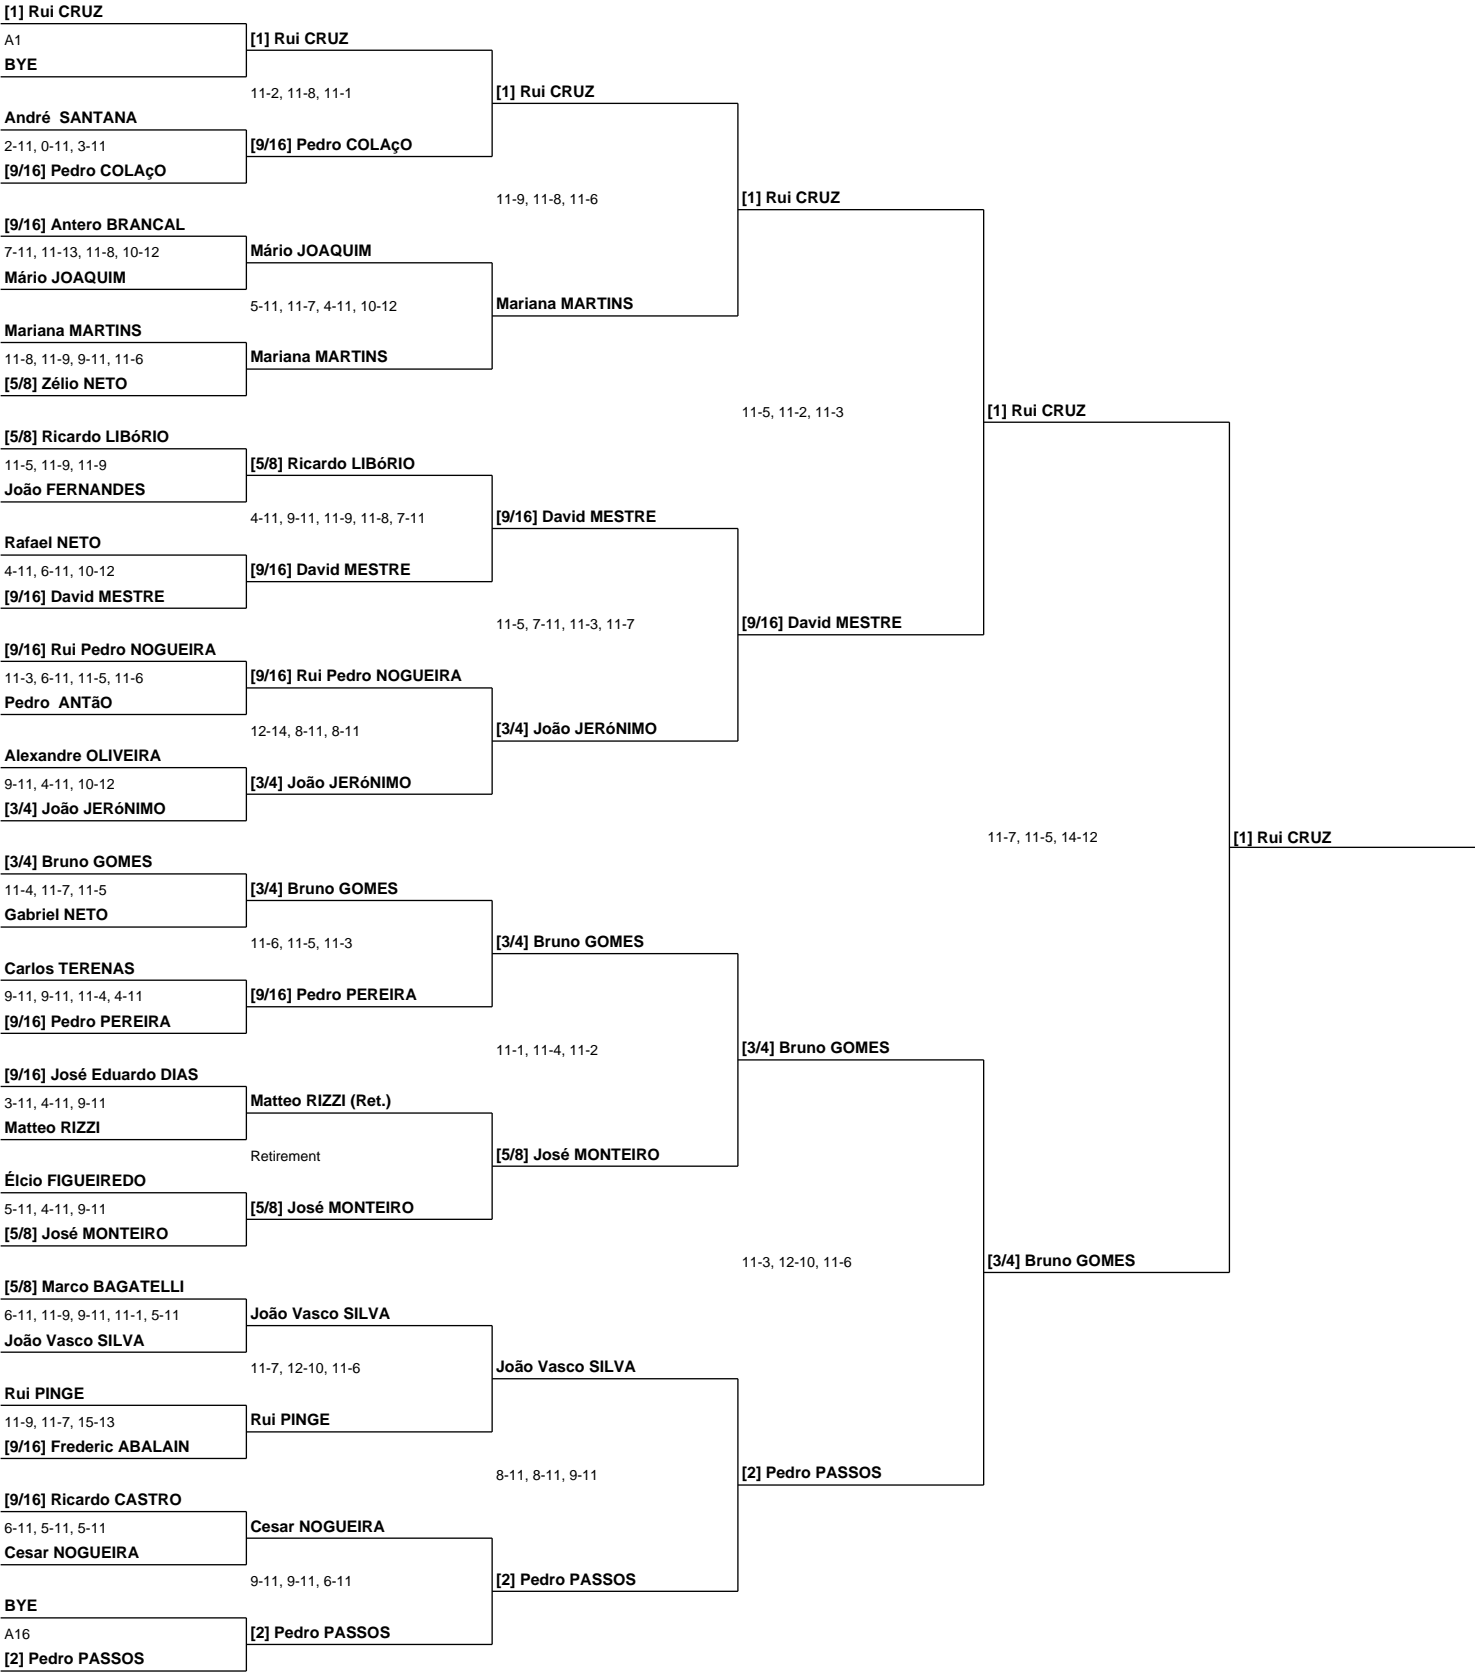 [1] Rui CRUZ
A1
[1] Rui CRUZ
BYE
11-2, 11-8, 11-1
[1] Rui CRUZ
André  SANTANA
2-11, 0-11, 3-11
[9/16] Pedro COLAçO
[9/16] Pedro COLAçO
11-9, 11-8, 11-6
[1] Rui CRUZ
[9/16] Antero BRANCAL
7-11, 11-13, 11-8, 10-12
Mário JOAQUIM
Mário JOAQUIM
5-11, 11-7, 4-11, 10-12
Mariana MARTINS
Mariana MARTINS
11-8, 11-9, 9-11, 11-6
Mariana MARTINS
[5/8] Zélio NETO
11-5, 11-2, 11-3
[1] Rui CRUZ
[5/8] Ricardo LIBóRIO
11-5, 11-9, 11-9
[5/8] Ricardo LIBóRIO
João FERNANDES
4-11, 9-11, 11-9, 11-8, 7-11
[9/16] David MESTRE
Rafael NETO
4-11, 6-11, 10-12
[9/16] David MESTRE
[9/16] David MESTRE
11-5, 7-11, 11-3, 11-7
[9/16] David MESTRE
[9/16] Rui Pedro NOGUEIRA
11-3, 6-11, 11-5, 11-6
[9/16] Rui Pedro NOGUEIRA
Pedro  ANTãO
12-14, 8-11, 8-11
[3/4] João JERóNIMO
Alexandre OLIVEIRA
9-11, 4-11, 10-12
[3/4] João JERóNIMO
[3/4] João JERóNIMO
11-7, 11-5, 14-12
[1] Rui CRUZ
[3/4] Bruno GOMES
11-4, 11-7, 11-5
[3/4] Bruno GOMES
Gabriel NETO
11-6, 11-5, 11-3
[3/4] Bruno GOMES
Carlos TERENAS
9-11, 9-11, 11-4, 4-11
[9/16] Pedro PEREIRA
[9/16] Pedro PEREIRA
11-1, 11-4, 11-2
[3/4] Bruno GOMES
[9/16] José Eduardo DIAS
3-11, 4-11, 9-11
Matteo RIZZI (Ret.)
Matteo RIZZI
Retirement
[5/8] José MONTEIRO
Élcio FIGUEIREDO
5-11, 4-11, 9-11
[5/8] José MONTEIRO
[5/8] José MONTEIRO
11-3, 12-10, 11-6
[3/4] Bruno GOMES
[5/8] Marco BAGATELLI
6-11, 11-9, 9-11, 11-1, 5-11
João Vasco SILVA
João Vasco SILVA
11-7, 12-10, 11-6
João Vasco SILVA
Rui PINGE
11-9, 11-7, 15-13
Rui PINGE
[9/16] Frederic ABALAIN
8-11, 8-11, 9-11
[2] Pedro PASSOS
[9/16] Ricardo CASTRO
6-11, 5-11, 5-11
Cesar NOGUEIRA
Cesar NOGUEIRA
9-11, 9-11, 6-11
[2] Pedro PASSOS
BYE
A16
[2] Pedro PASSOS
[2] Pedro PASSOS